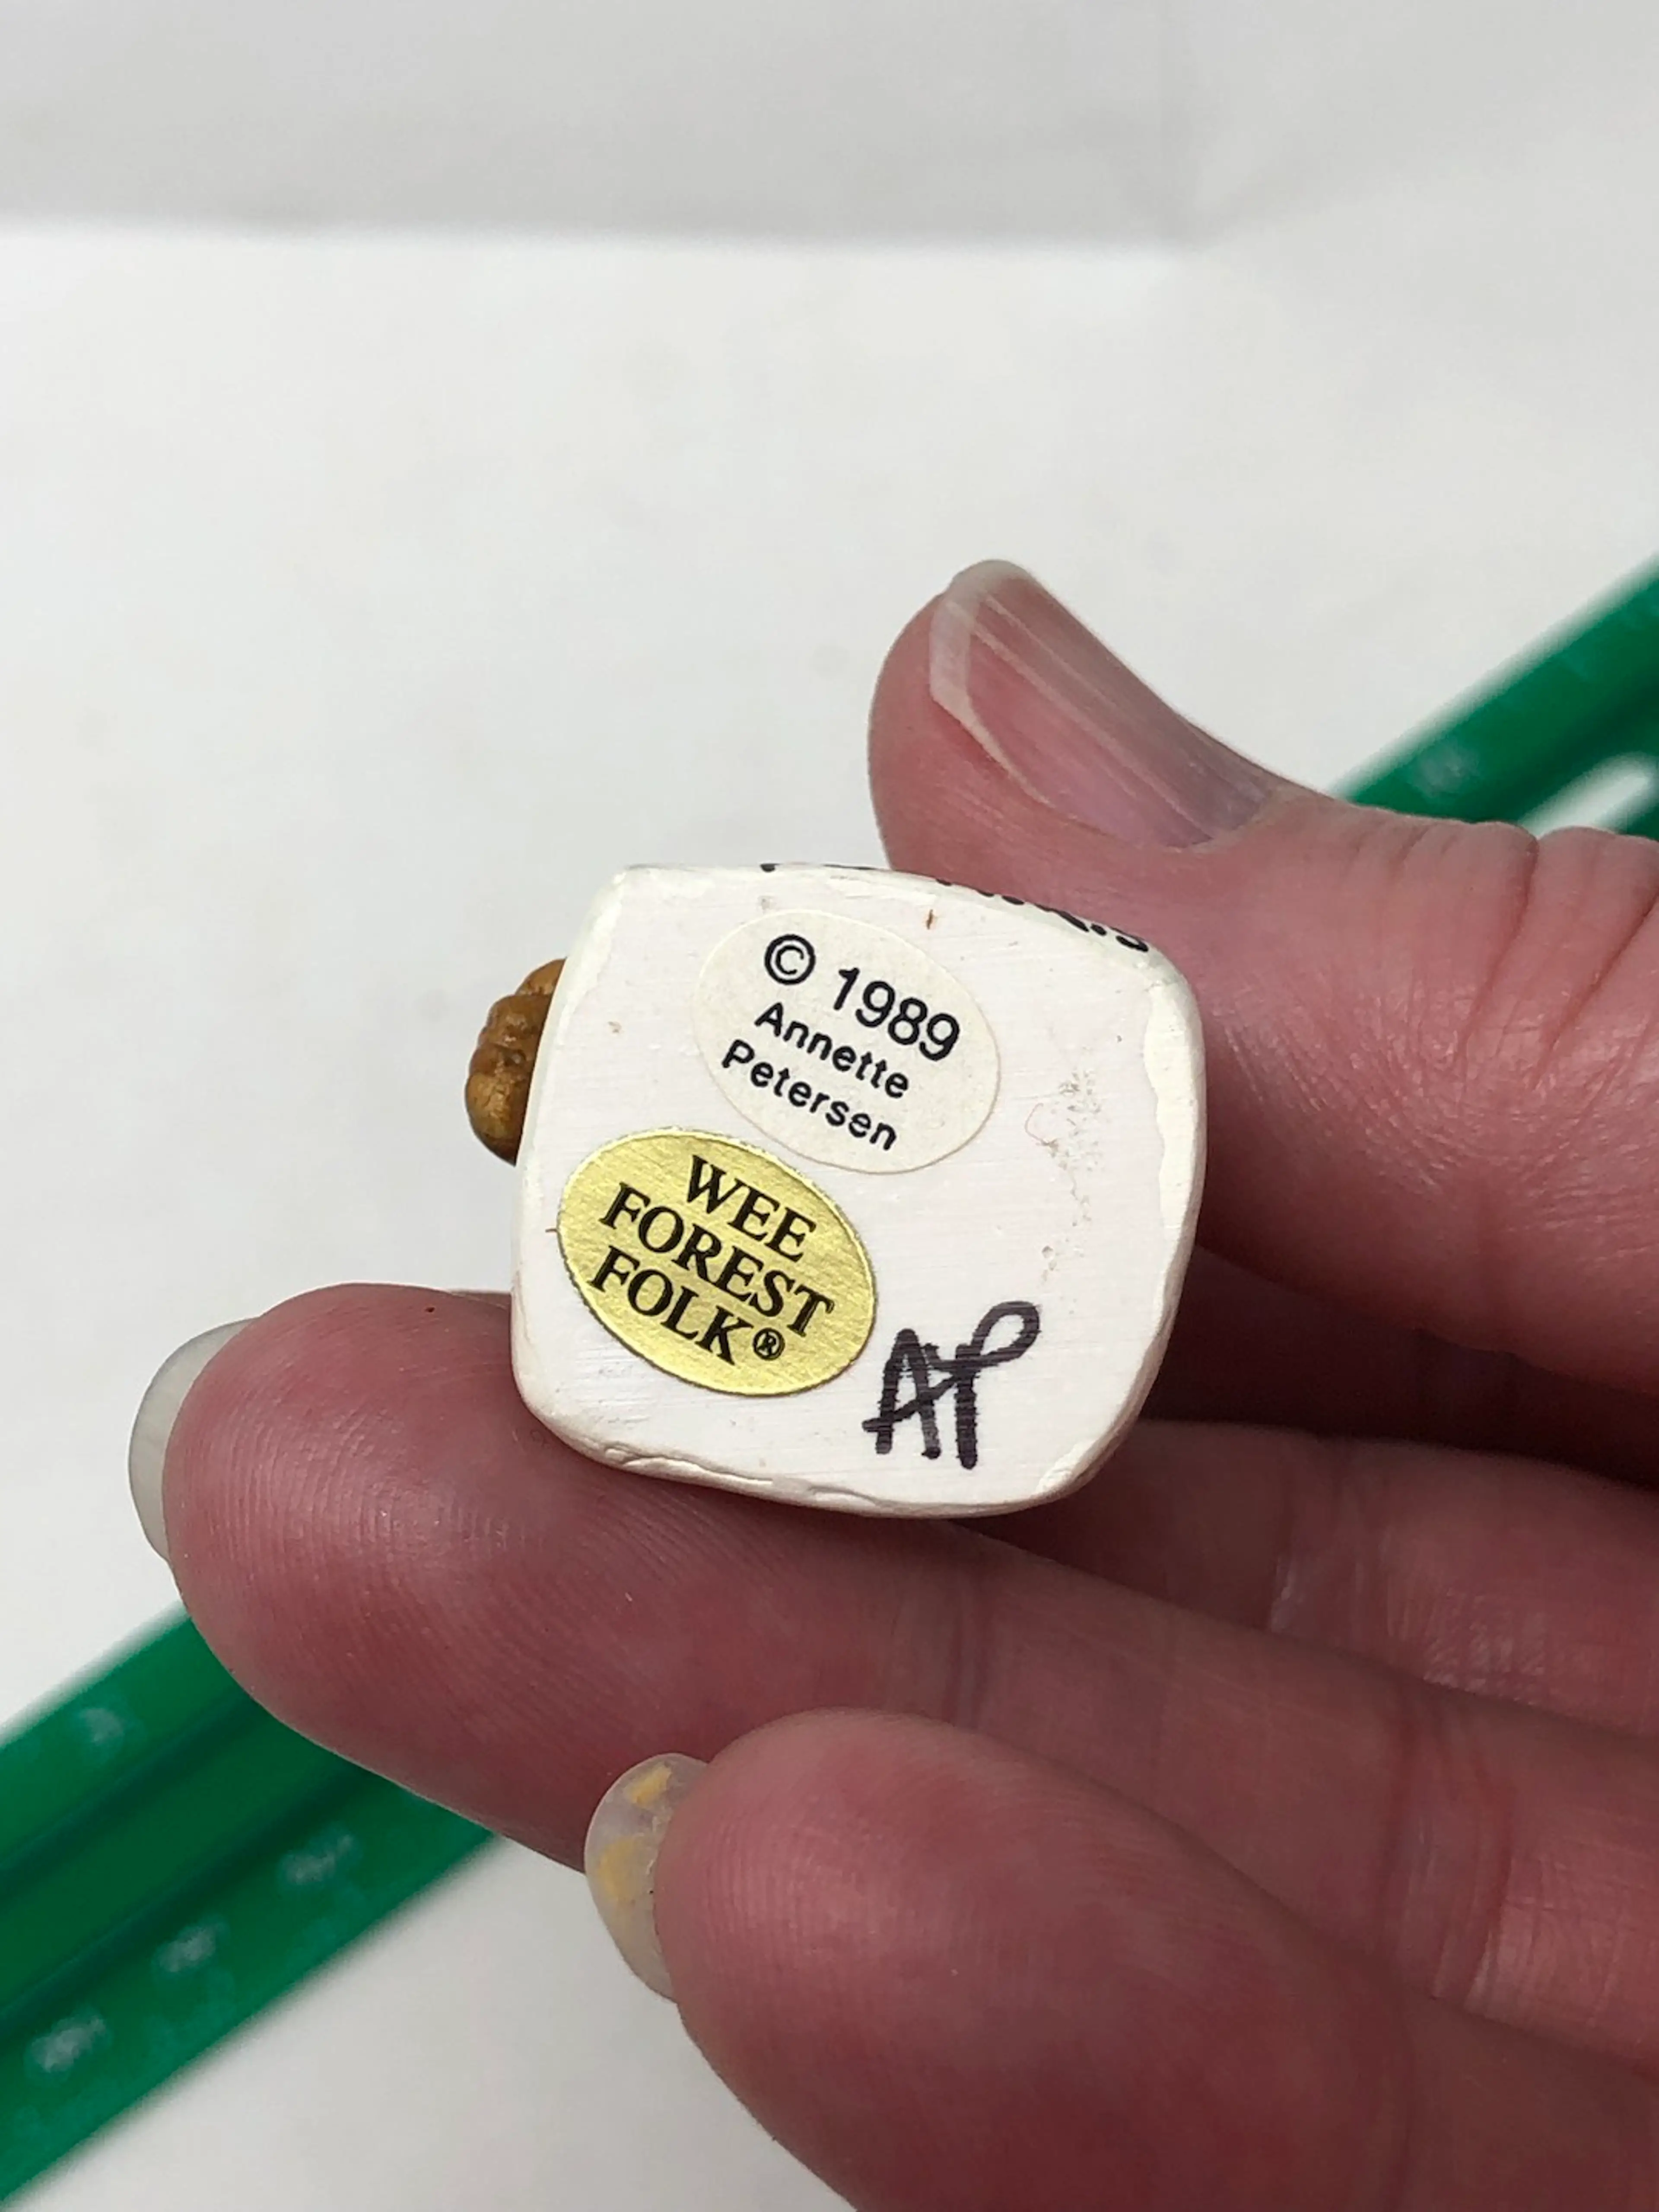 © 1989
Annette
Petersen
WEE
FOREST
FOLK®
AP